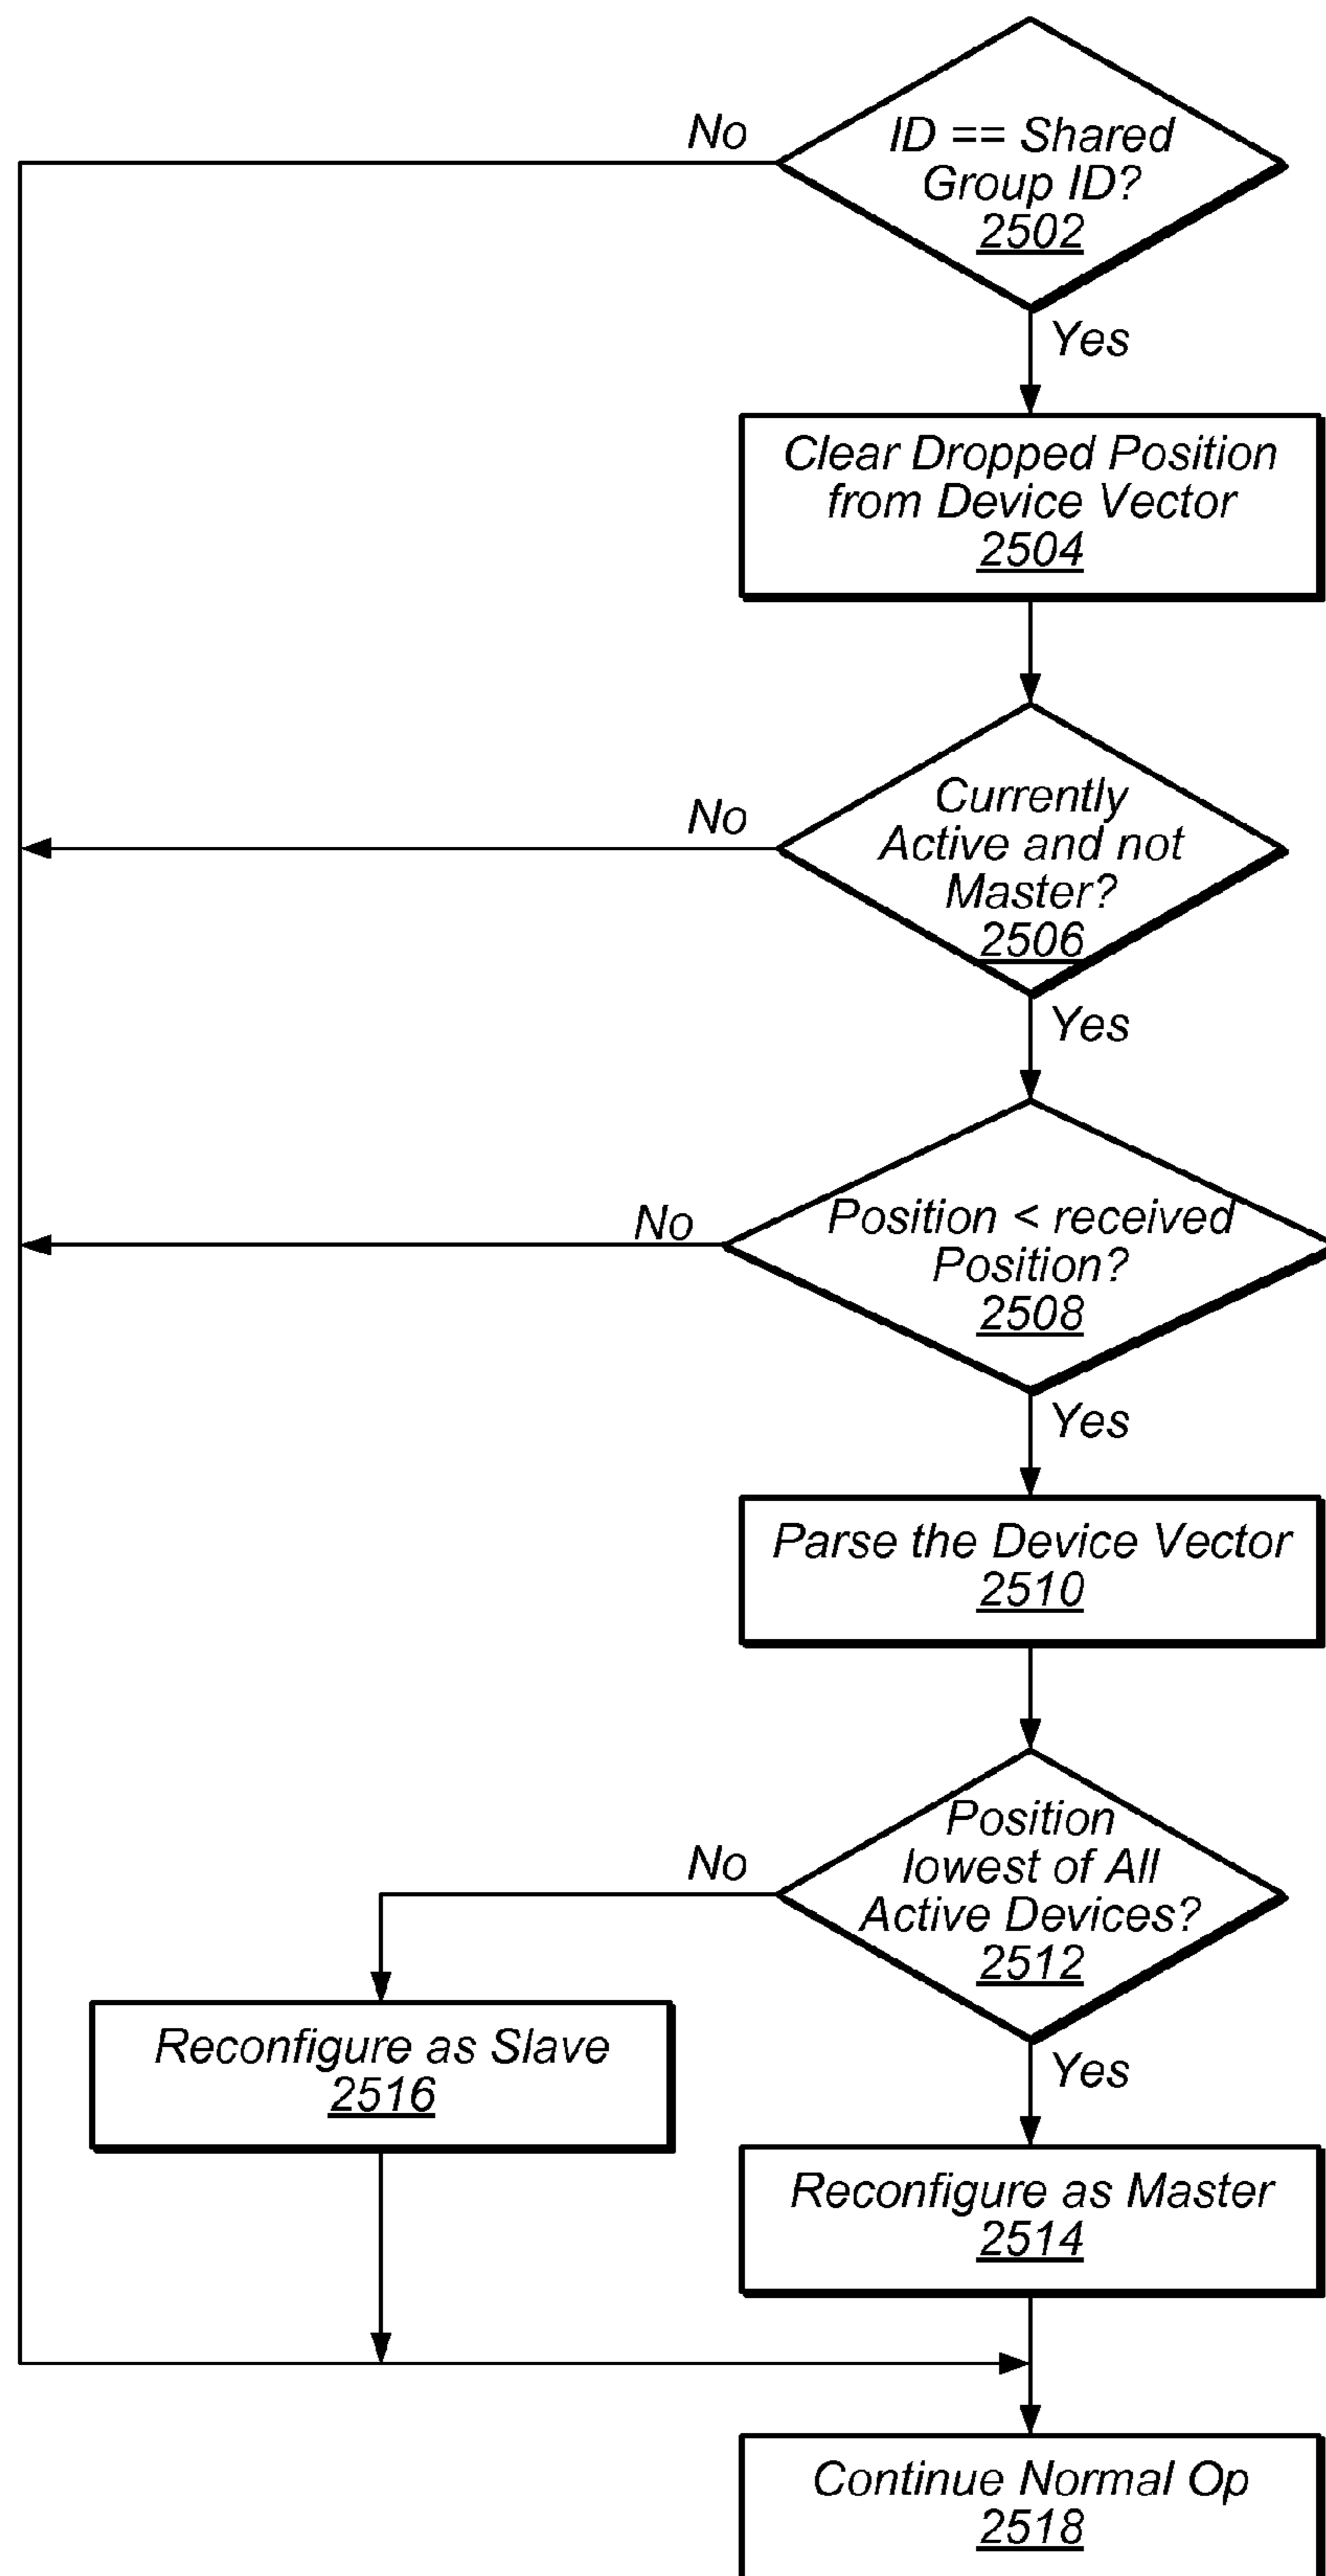 No
ID == Shared
Group ID?
2502
Yes
Clear Dropped Position
from Device Vector
2504
No
Currently
Active and not
Master?
2506
Yes
No
Position < received
Position?
2508
Yes
Parse the Device Vector
2510
No
Position
lowest of All
Active Devices?
2512
Yes
Reconfigure as Slave
2516
Reconfigure as Master
2514
Continue Normal Op
2518